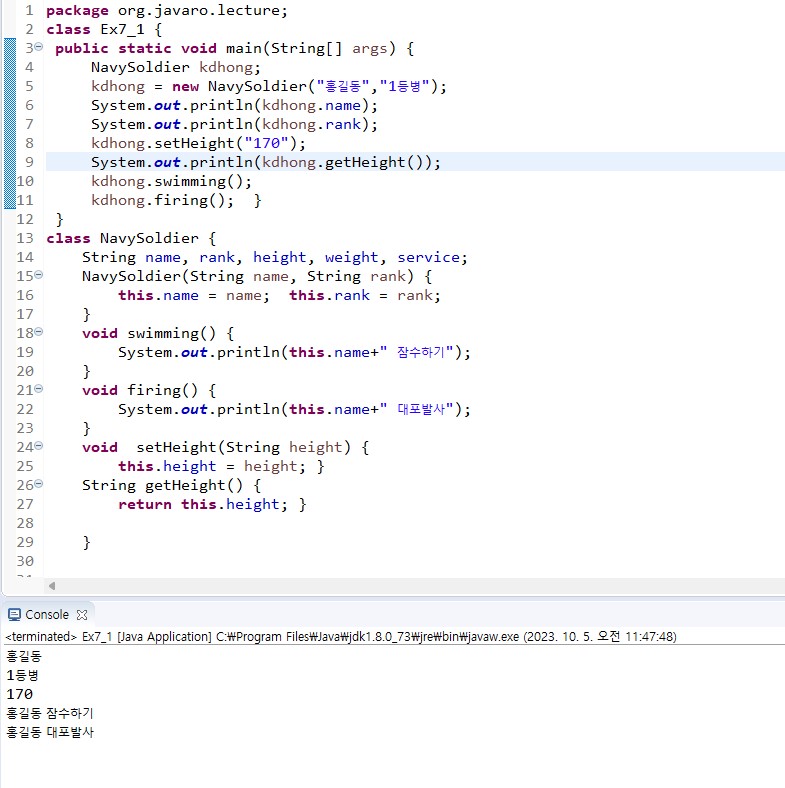 1 package org.javaro.lecture;
2 class Ex7_1 {
3 public static void main(String[] args) {
4 NavySoldier kdhong;
5 kdhong = new NavySoldier("홍길동","1등병");
6 System.out.println(kdhong.name);
7 System.out.println(kdhong.rank);
8 kdhong.setHeight("170");
9 System.out.println(kdhong.getHeight());
10 kdhong.swimming();
11 kdhong.firing(); }
12 }
13 class NavySoldier {
14 String name, rank, height, weight, service;
15 NavySoldier(String name, String rank) {
16 this.name = name; this.rank = rank;
17 }
18 void swimming() {
19 System.out.println(this.name+" 잠수하기");
20 }
21 void firing() {
22 System.out.println(this.name+" 대포발사");
23 }
24 void setHeight(String height) {
25 this.height = height; }
26 String getHeight() {
27 return this.height; }
28
29 }
30
Console
<terminated> Ex7_1 [Java Application] C:₩Program Files₩Java₩jdk1.8.0_73₩jre₩bin₩javaw.exe (2023. 10. 5. 오전 11:47:48)
홍길동
1등병
170
홍길동 잠수하기
홍길동 대포발사